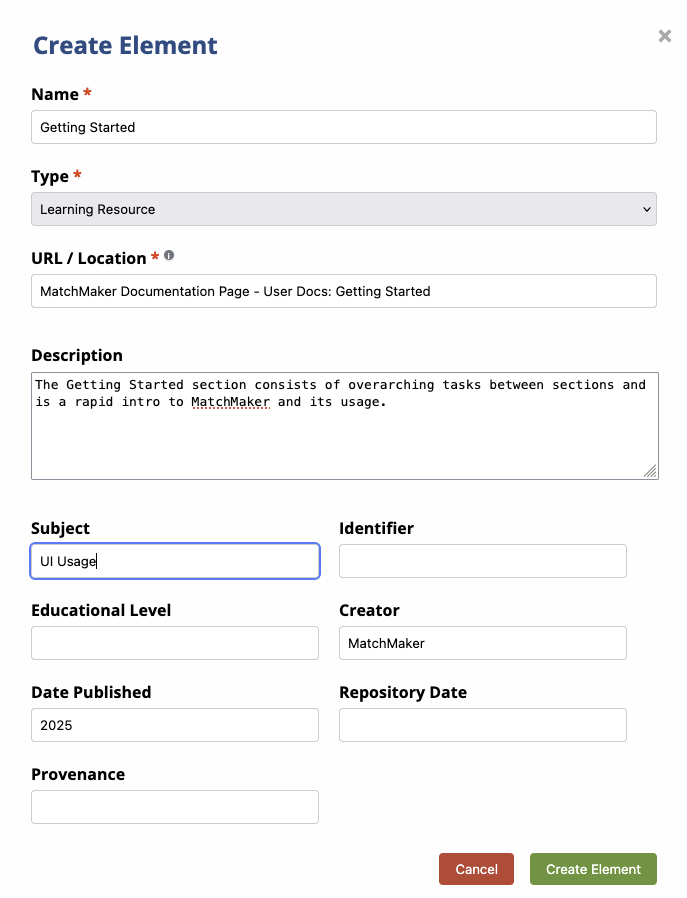 Create Element
×
Name *
Getting Started
Type *
Learning Resource
URL / Location * i
MatchMaker Documentation Page - User Docs: Getting Started
Description
The Getting Started section consists of overarching tasks between sections and
is a rapid intro to MatchMaker and its usage.
Subject
Identifier
UI Usage
Educational Level
Creator
MatchMaker
Date Published
Repository Date
2025
Provenance
Cancel
Create Element